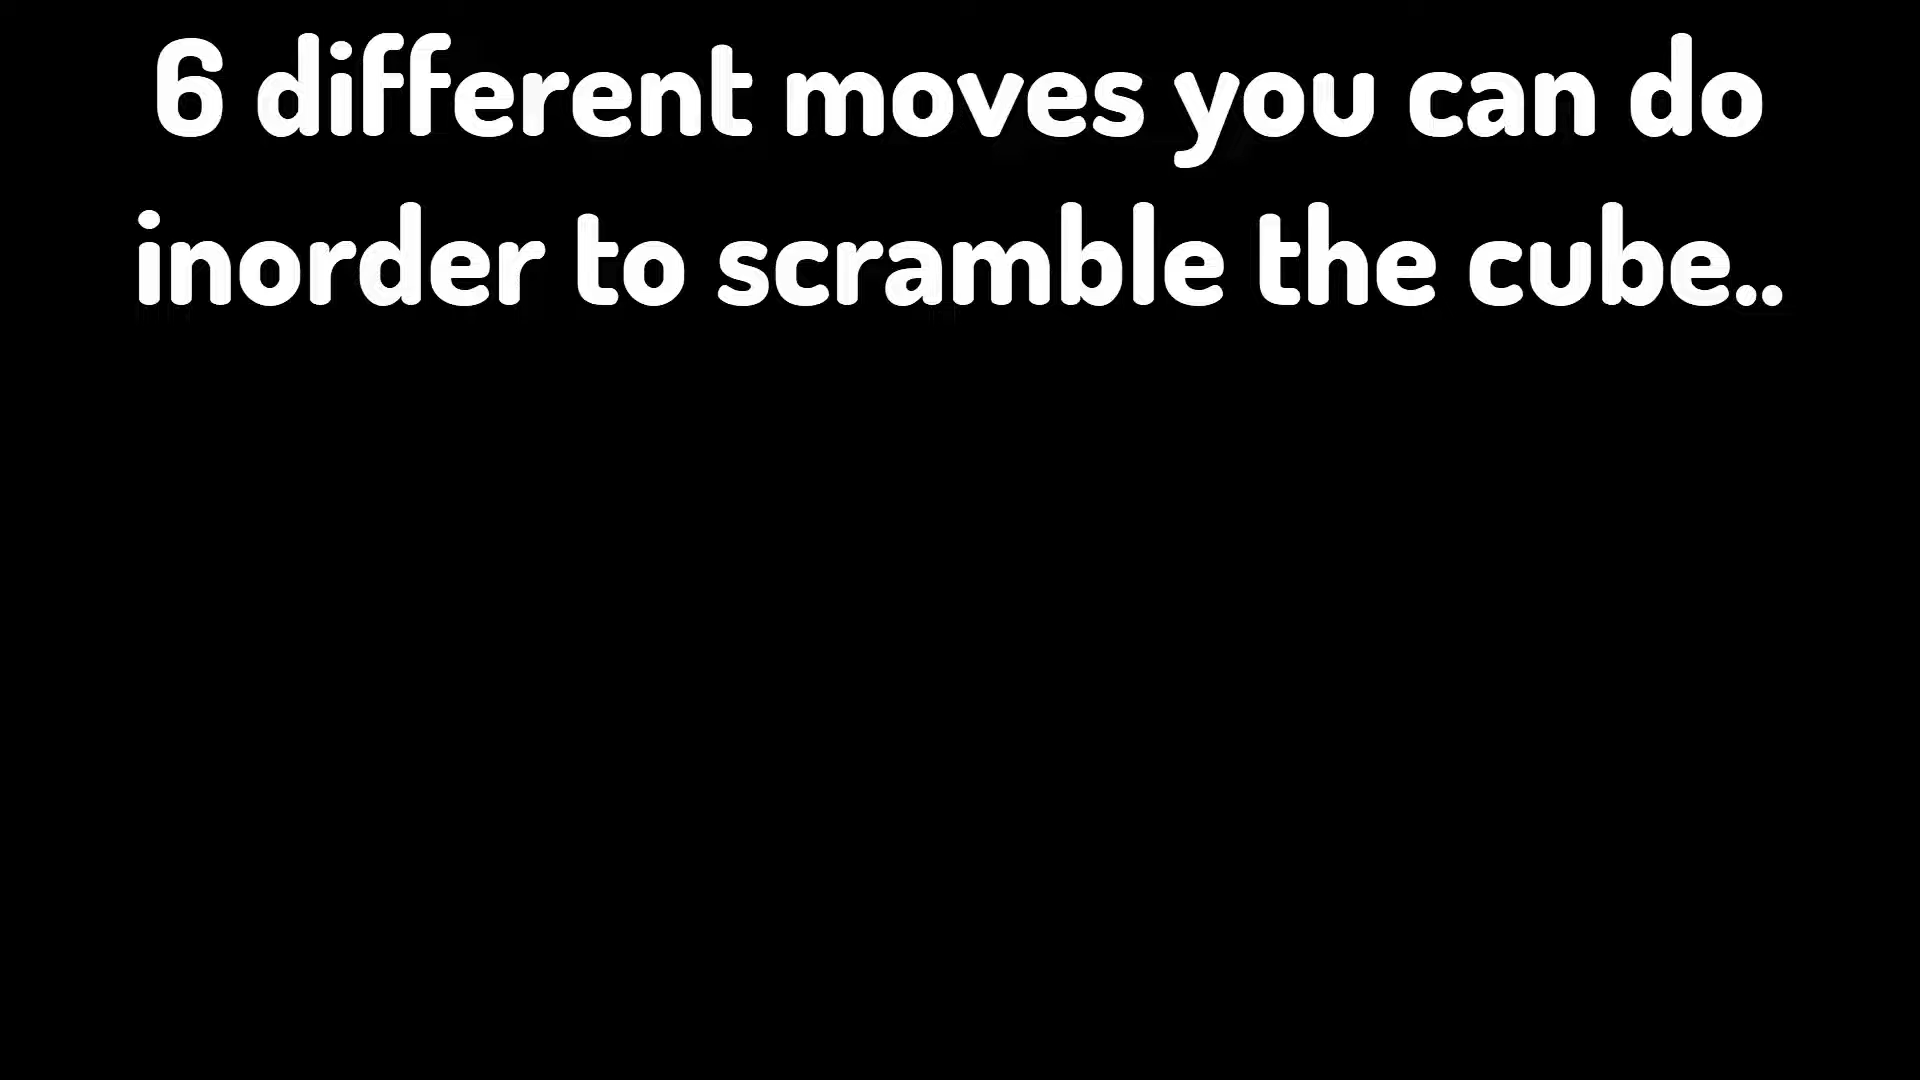 6 different moves you can do
inorder to scramble the cube..